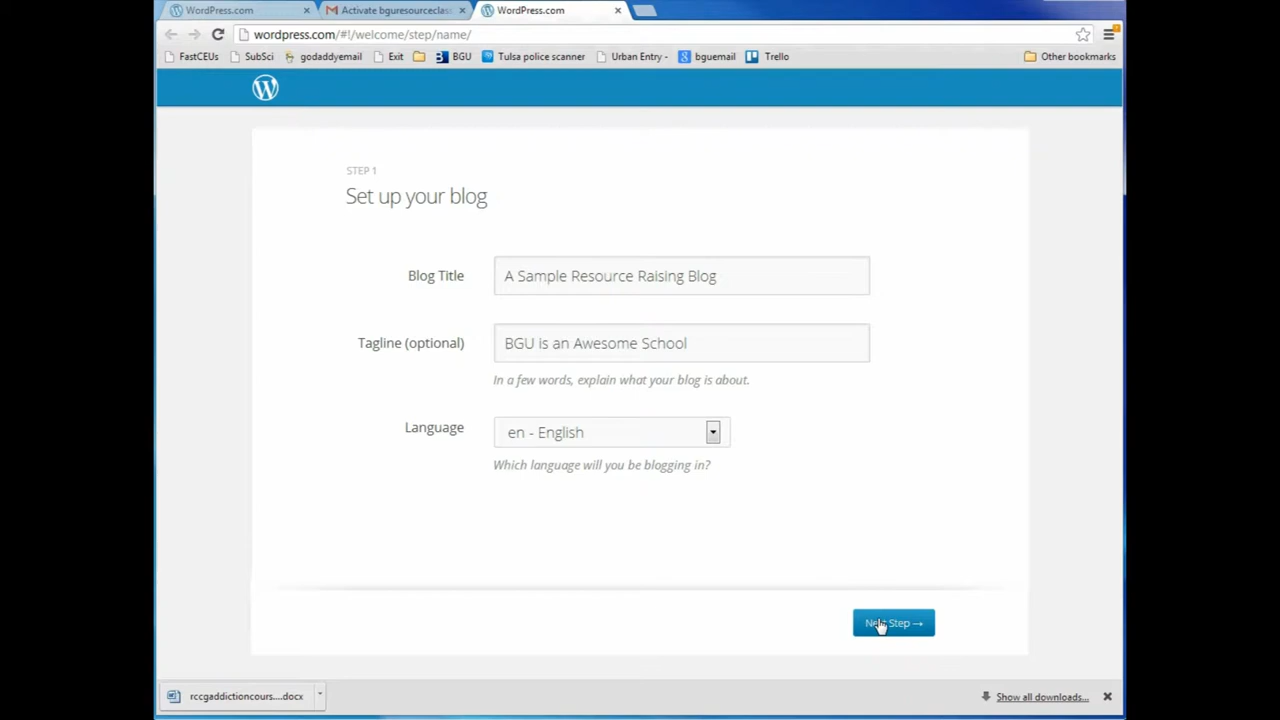 WordPress.com
Activate bguresourceclas
WordPress.com
wordpress.com/#!/welcome/step/name/
FastCEUs SubSci godaddyemail Exit BGU Tulsa police scanner Urban Entry - bguemail Trello Other bookmarks
STEP 1
Set up your blog
Blog Title A Sample Resource Raising Blog
Tagline (optional) BGU is an Awesome School
In a few words, explain what your blog is about.
Language en - English
Which language will you be blogging in?
Next Step →
rccgaddictioncours....docx
Show all downloads...